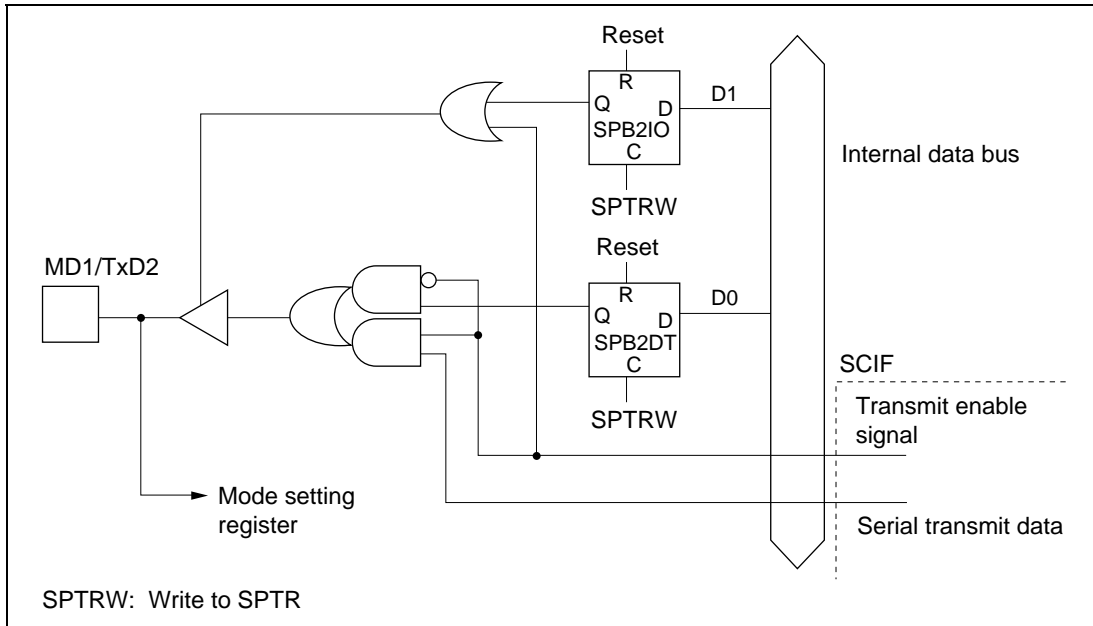 Reset
R
Q D D1
SPB2IO
C
Internal data bus
SPTRW
Reset
MD1/TxD2
R
Q D D0
SPB2DT
C
SCIF
SPTRW
Transmit enable
signal
Mode setting
register
Serial transmit data
SPTRW: Write to SPTR